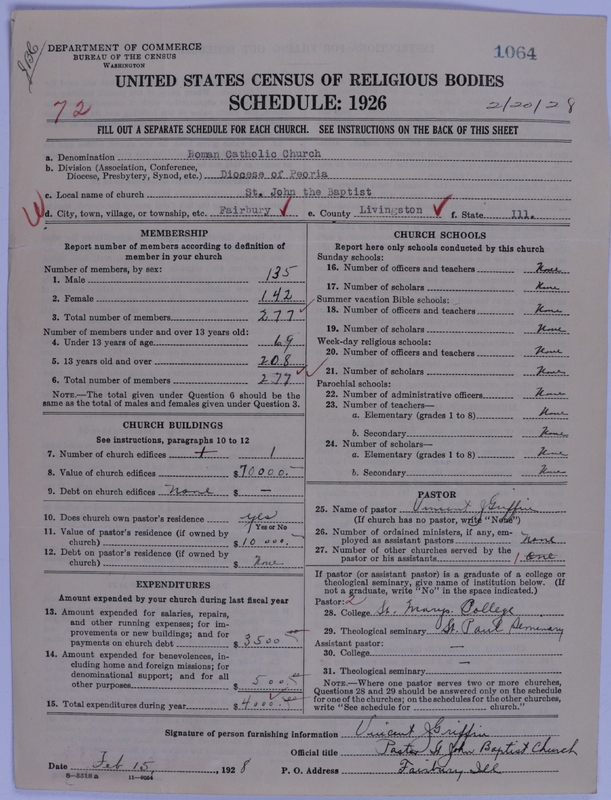 DEPARTMENT OF COMMERCE
BUREAU OF THE CENSUS
WASHINGTON
1064
UNITED STATES CENSUS OF RELIGIOUS BODIES
SCHEDULE: 1926
72
2/20/28
FILL OUT A SEPARATE SCHEDULE FOR EACH CHURCH. SEE INSTRUCTIONS ON THE BACK OF THIS SHEET
a. Denomination Roman Catholic Church
b. Division (Association, Conference,
Diocese, Presbytery, Synod, etc.) Diocese of Peoria
c. Local name of church St. John the Baptist
d. City, town, village, or township, etc. Fairbury e. County Livingston f. State Ill.
MEMBERSHIP
Report number of members according to definition of
member in your church
Number of members, by sex:
1. Male 135
2. Female 142
3. Total number of members 277
Number of members under and over 13 years old:
4. Under 13 years of age 69
5. 13 years old and over 208
6. Total number of members 277
NOTE.—The total given under Question 6 should be
same as the total of males and females given under Question 3.
CHURCH BUILDINGS
See instructions, paragraphs 10 to 12
7. Number of church edifices 1
8. Value of church edifices $70000.—
9. Debt on church edifices None $ —
10. Does church own pastor's residence Yes
Yes or No
11. Value of pastor's residence (if owned by
church) $10 000.—
12. Debt on pastor's residence (if owned by
church) $ None
EXPENDITURES
Amount expended by your church during last fiscal year
13. Amount expended for salaries, repairs,
and other running expenses; for im-
provements or new buildings; and for
payments on church debt $3500
14. Amount expended for benevolences, in-
cluding home and foreign missions; for
denominational support; and for all
other purposes $500
15. Total expenditures during year $4000
CHURCH SCHOOLS
Report here only schools conducted by this church
Sunday schools:
16. Number of officers and teachers None
17. Number of scholars None
Summer vacation Bible schools:
18. Number of officers and teachers None
19. Number of scholars None
Week-day religious schools:
20. Number of officers and teachers None
21. Number of scholars None
Parochial schools:
22. Number of administrative officers None
23. Number of teachers—
a. Elementary (grades 1 to 8) None
b. Secondary None
24. Number of scholars—
a. Elementary (grades 1 to 8) None
b. Secondary None
PASTOR
25. Name of pastor Vincent J Griffin
(If church has no pastor, write "None")
26. Number of ordained ministers, if any, em-
ployed as assistant pastors None
27. Number of other churches served by the
pastor or his assistants 1 One
If pastor (or assistant pastor) is a graduate of a college or
theological seminary, give name of institution below. (If
not a graduate, write "No" in the space indicated.)
Pastor: 2
28. College St. Marys College
29. Theological seminary St. Paul Seminary
Assistant pastor:
30. College —
31. Theological seminary —
NOTE.—Where one pastor serves two or more churches,
Questions 28 and 29 should be answered only on the schedule
for one of the churches; on the schedules for the other churches,
write "See schedule for ------ church."
Signature of person furnishing information Vincent J Griffin
Official title Pastor St John Baptist Church
Date Feb 15, , 1928 P. O. Address Fairbury Ill
8—5518a 11—9064